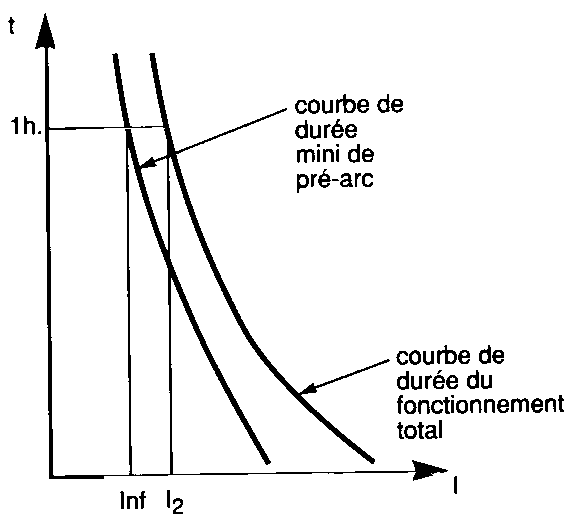 t
courbe de
durée
mini de
pré-arc
1h.
courbe de
durée du
fonctionnement
total
Inf
I2
I